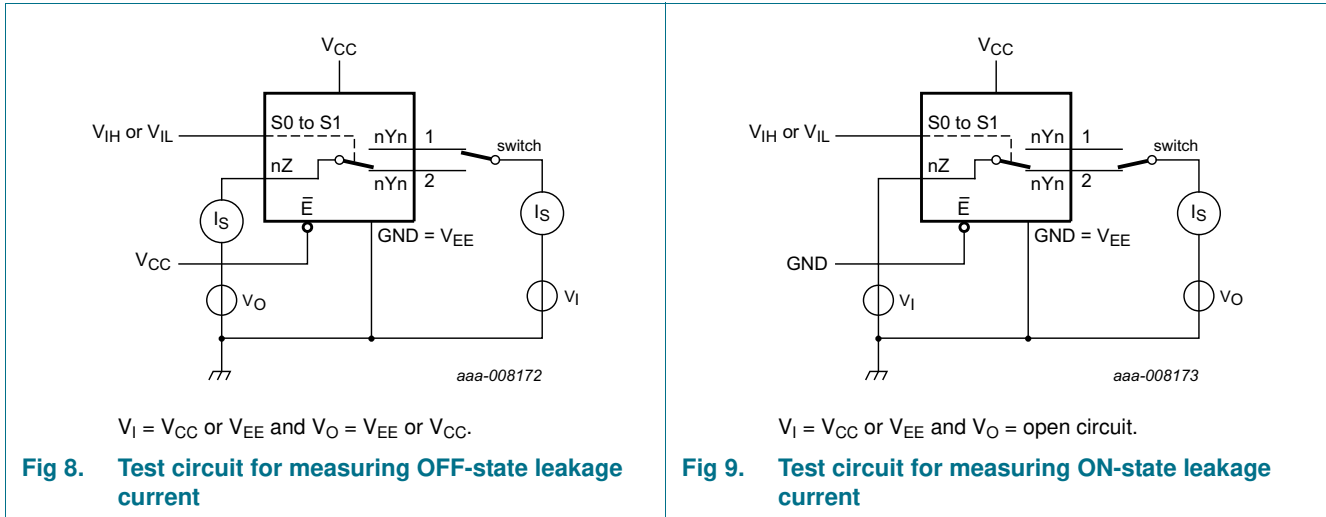 VCC
VIH or VIL
S0 to S1
nYn 1
switch
nZ
nYn 2
IS
E̅
IS
GND = VEE
VCC
VO
VI
aaa-008172
VI = VCC or VEE and VO = VEE or VCC.
Fig 8. Test circuit for measuring OFF-state leakage
current
VCC
VIH or VIL
S0 to S1
nYn 1
switch
nZ
nYn 2
E̅
IS
GND = VEE
GND
VI
VO
aaa-008173
VI = VCC or VEE and VO = open circuit.
Fig 9. Test circuit for measuring ON-state leakage
current